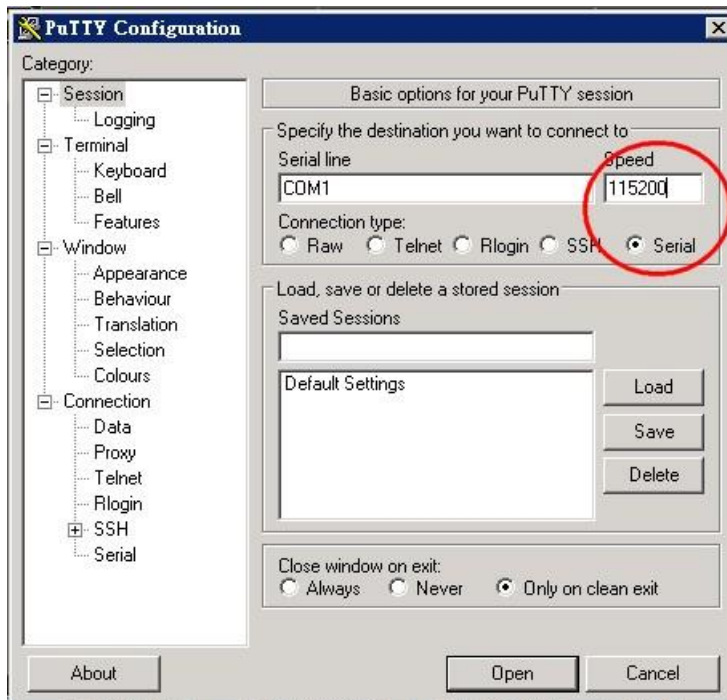 PuTTY Configuration
Category:
Session
Logging
Terminal
Keyboard
Bell
Features
Window
Appearance
Behaviour
Translation
Selection
Colours
Connection
Data
Proxy
Telnet
Rlogin
SSH
Serial
Basic options for your PuTTY session
Specify the destination you want to connect to
Serial line Speed
COM1 115200
Connection type:
Raw Telnet Rlogin SSH Serial
Load, save or delete a stored session
Saved Sessions
Default Settings
Load
Save
Delete
Close window on exit:
Always Never Only on clean exit
About Open Cancel